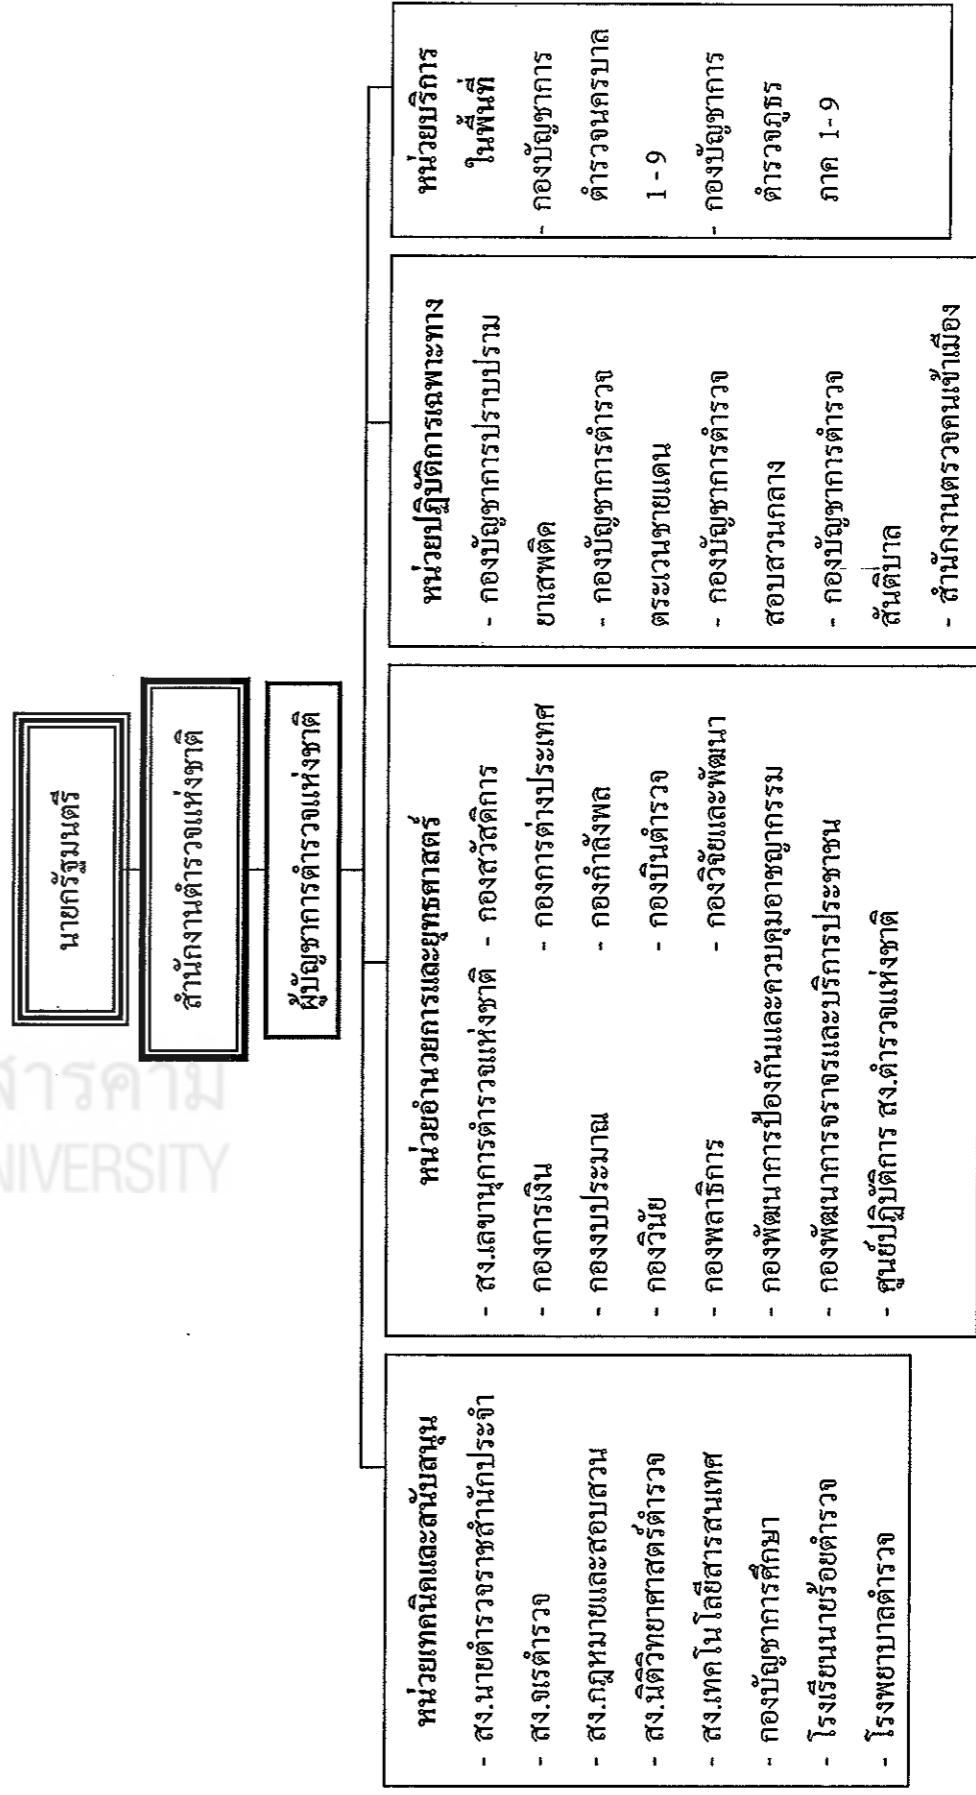 นายกรัฐมนตรี
สำนักงานตำรวจแห่งชาติ
ผู้บัญชาการตำรวจแห่งชาติ
หน่วยเทคนิคและสนับสนุน
- สง.นายตำรวจราชสำนักประจำ
- สง.จเรตำรวจ
- สง.กฎหมายและสอบสวน
- สง.นิติวิทยาศาสตร์ตำรวจ
- สง.เทคโนโลยีสารสนเทศ
- กองบัญชาการศึกษา
- โรงเรียนนายร้อยตำรวจ
- โรงพยาบาลตำรวจ
หน่วยอำนวยการและยุทธศาสตร์
- สง.เลขานุการตำรวจแห่งชาติ - กองสวัสดิการ
- กองการเงิน - กองการต่างประเทศ
- กองงบประมาณ - กองกำลังพล
- กองวินัย - กองบินตำรวจ
- กองพลาธิการ - กองวิจัยและพัฒนา
- กองพัฒนาการป้องกันและควบคุมอาชญากรรม
- กองพัฒนาการจราจรและบริการประชาชน
- ศูนย์ปฏิบัติการ สง.ตำรวจแห่งชาติ
หน่วยปฏิบัติการเฉพาะทาง
- กองบัญชาการปราบปราม
ยาเสพติด
- กองบัญชาการตำรวจ
ตระเวนชายแดน
- กองบัญชาการตำรวจ
สอบสวนกลาง
- กองบัญชาการตำรวจ
สันติบาล
- สำนักงานตรวจคนเข้าเมือง
หน่วยบริการ
ในพื้นที่
- กองบัญชาการ
ตำรวจนครบาล
1 - 9
- กองบัญชาการ
ตำรวจภูธร
ภาค 1- 9
สารคาม
NIVERSITY